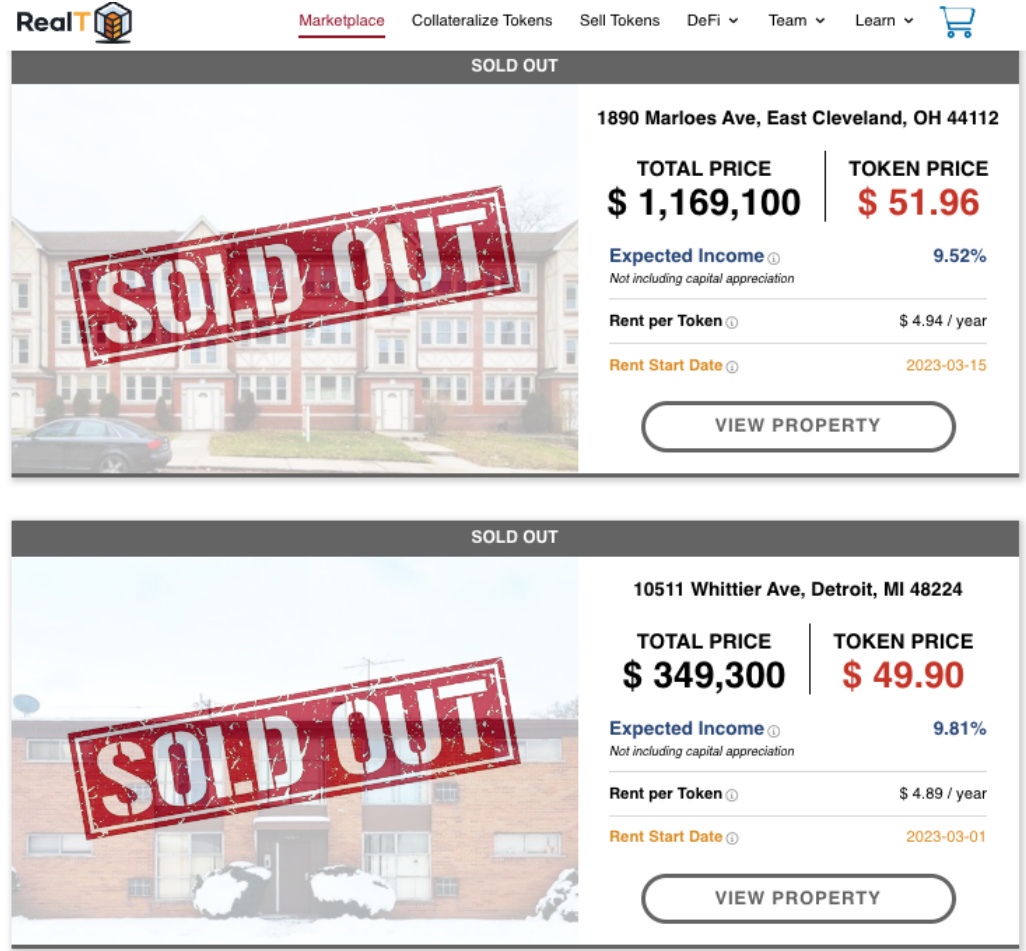 RealT
Marketplace Collateralize Tokens Sell Tokens DeFi Team Learn
SOLD OUT
SOLD OUT
1890 Marloes Ave, East Cleveland, OH 44112
TOTAL PRICE TOKEN PRICE
$ 1,169,100 $ 51.96
Expected Income 9.52%
Not including capital appreciation
Rent per Token $ 4.94 / year
Rent Start Date 2023-03-15
VIEW PROPERTY
SOLD OUT
SOLD OUT
10511 Whittier Ave, Detroit, MI 48224
TOTAL PRICE TOKEN PRICE
$ 349,300 $ 49.90
Expected Income 9.81%
Not including capital appreciation
Rent per Token $ 4.89 / year
Rent Start Date 2023-03-01
VIEW PROPERTY